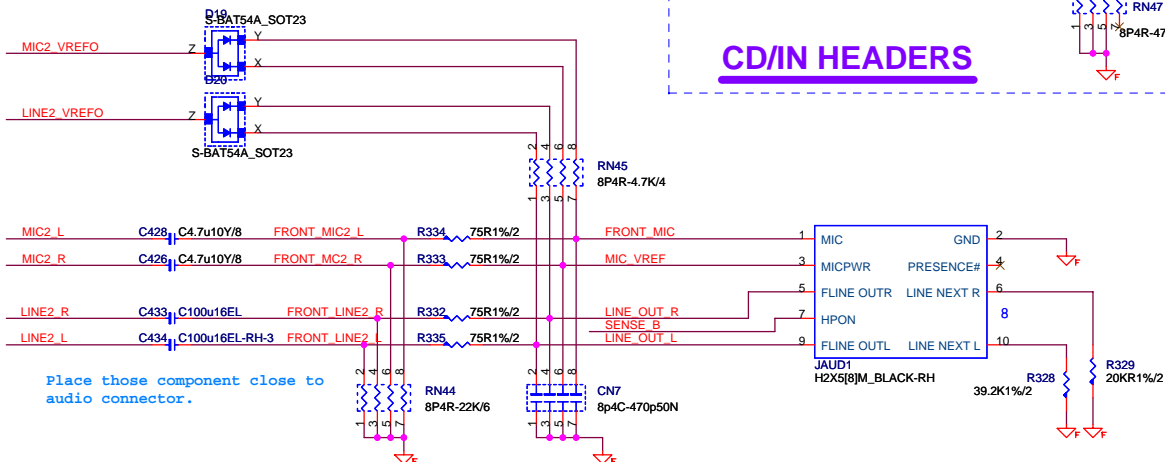 D19
S-BAT54A_SOT23
MIC2_VREFO
Z
Y
X
D20
LINE2_VREFO
Z
Y
X
S-BAT54A_SOT23
CD/IN HEADERS
RN47
1
3
5
7
8P4R-47
F
2
4
6
8
RN45
8P4R-4.7K/4
1
3
5
7
MIC2_L
C428
C4.7u10Y/8
FRONT_MIC2_L
R334
75R1%/2
FRONT_MIC
MIC2_R
C426
C4.7u10Y/8
FRONT_MC2_R
R333
75R1%/2
MIC_VREF
LINE2_R
C433
C100u16EL
FRONT_LINE2_R
R332
75R1%/2
LINE_OUT_R
SENSE_B
LINE2_L
C434
C100u16EL-RH-3
FRONT_LINE2_L
R335
75R1%/2
LINE_OUT_L
1
MIC
GND
2
F
3
MICPWR
PRESENCE#
4
5
FLINE OUTR
LINE NEXT R
6
7
HPON
8
9
FLINE OUTL
LINE NEXT L
10
JAUD1
H2X5[8]M_BLACK-RH
R328
39.2K1%/2
R329
20KR1%/2
F
F
Place those component close to
audio connector.
2
4
6
8
RN44
8P4R-22K/6
1
3
5
7
F
2
4
6
8
CN7
8p4C-470p50N
1
3
5
7
F